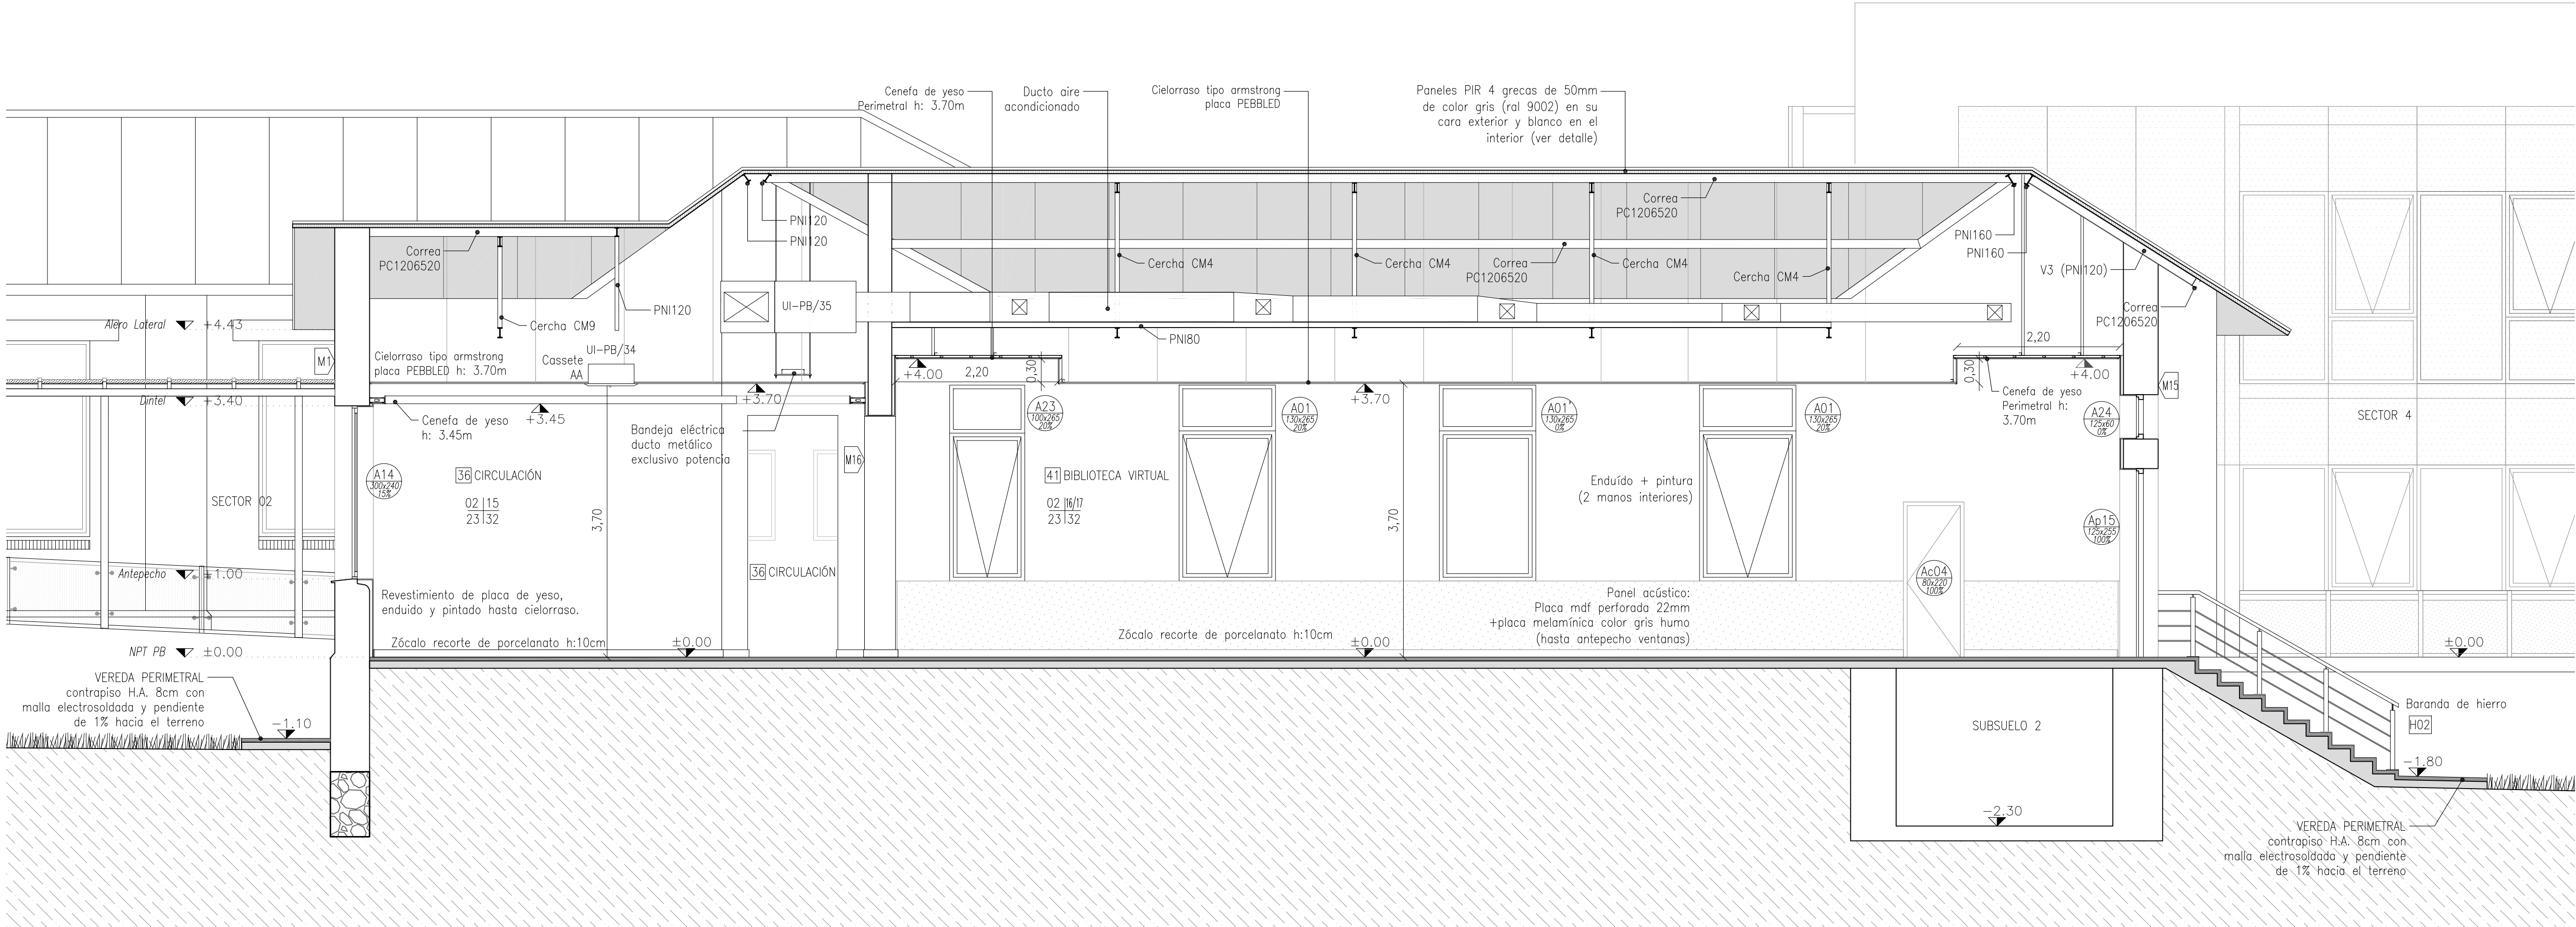 Cenefa de yeso
Perimetral h: 3.70m
Ducto aire
acondicionado
Cielorraso tipo armstrong
placa PEBBLED
Paneles PIR 4 grecas de 50mm
de color gris (ral 9002) en su
cara exterior y blanco en el
interior (ver detalle)
Correa
PC1206520
PNI120
PNI120
Correa
PC1206520
PNI160
PNI160
Cercha CM4
Cercha CM4
Correa
PC1206520
Cercha CM4
Cercha CM4
V3 (PNI120)
Correa
PC1206520
UI-PB/35
PNI120
Cercha CM9
Alero Lateral +4.43
PNI80
2,20
M1
Cielorraso tipo armstrong
placa PEBBLED h: 3.70m
UI-PB/34
Cassete
AA
+4.00
2,20
0,30
0,30
+4.00
M15
Dintel +3.40
Cenefa de yeso
h: 3.45m
+3.45
+3.70
+3.70
Cenefa de yeso
Perimetral h:
3.70m
Bandeja eléctrica
ducto metálico
exclusivo potencia
A23
100x265
20%
A01
130x265
20%
A01'
130x265
0%
A01
130x265
20%
A24
125x60
0%
SECTOR 4
M16
A14
300x240
15%
36 CIRCULACIÓN
02 15
23 32
41 BIBLIOTECA VIRTUAL
02 16/17
23 32
Enduído + pintura
(2 manos interiores)
SECTOR 02
3,70
3,70
Ap15
125x255
100%
Antepecho +1.00
36 CIRCULACIÓN
Ac04
80x220
100%
Revestimiento de placa de yeso,
enduido y pintado hasta cielorraso.
Panel acústico:
Placa mdf perforada 22mm
+placa melamínica color gris humo
(hasta antepecho ventanas)
Zócalo recorte de porcelanato h:10cm
±0.00
Zócalo recorte de porcelanato h:10cm
±0.00
±0.00
NPT PB ±0.00
VEREDA PERIMETRAL
contrapiso H.A. 8cm con
malla electrosoldada y pendiente
de 1% hacia el terreno
-1.10
SUBSUELO 2
-2.30
Baranda de hierro
H02
-1.80
VEREDA PERIMETRAL
contrapiso H.A. 8cm con
malla electrosoldada y pendiente
de 1% hacia el terreno